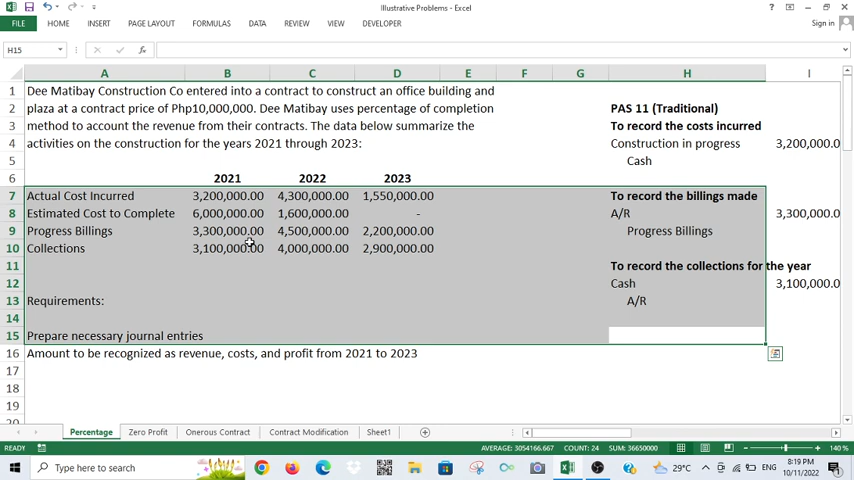 Illustrative Problems - Excel
FILE HOME INSERT PAGE LAYOUT FORMULAS DATA REVIEW VIEW DEVELOPER Sign in
H15 fx
A B C D E F G H I
1 Dee Matibay Construction Co entered into a contract to construct an office building and
2 plaza at a contract price of Php10,000,000. Dee Matibay uses percentage of completion PAS 11 (Traditional)
3 method to account the revenue from their contracts. The data below summarize the To record the costs incurred
4 activities on the construction for the years 2021 through 2023: Construction in progress 3,200,000.0
5 Cash
6 2021 2022 2023
7 Actual Cost Incurred 3,200,000.00 4,300,000.00 1,550,000.00 To record the billings made
8 Estimated Cost to Complete 6,000,000.00 1,600,000.00 - A/R 3,300,000.0
9 Progress Billings 3,300,000.00 4,500,000.00 2,200,000.00 Progress Billings
10 Collections 3,100,000.00 4,000,000.00 2,900,000.00
11 To record the collections for the year
12 Cash 3,100,000.0
13 Requirements: A/R
14
15 Prepare necessary journal entries
16 Amount to be recognized as revenue, costs, and profit from 2021 to 2023
17
18
19
20
Percentage Zero Profit Onerous Contract Contract Modification Sheet1
READY AVERAGE: 3054166.667 COUNT: 24 SUM: 36650000 140 %
Type here to search 29°C ENG 8:19 PM
10/11/2022